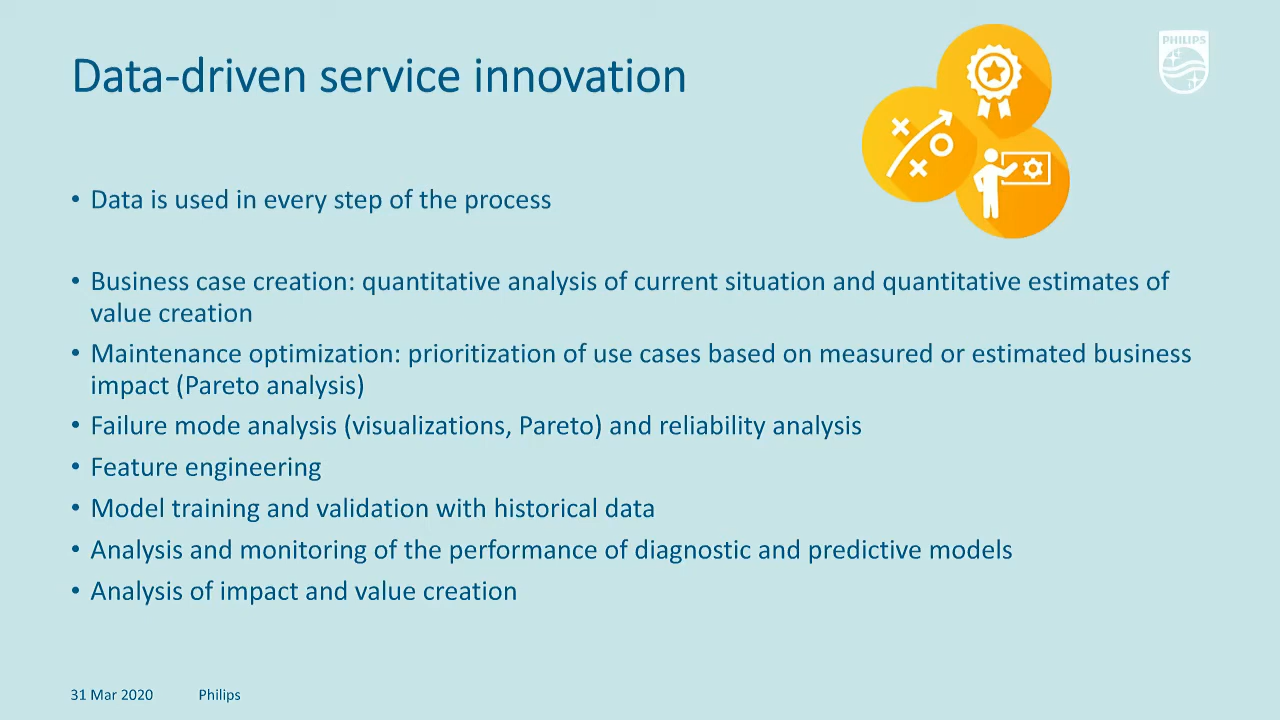 Data-driven service innovation
PHILIPS
• Data is used in every step of the process
• Business case creation: quantitative analysis of current situation and quantitative estimates of
value creation
• Maintenance optimization: prioritization of use cases based on measured or estimated business
impact (Pareto analysis)
• Failure mode analysis (visualizations, Pareto) and reliability analysis
• Feature engineering
• Model training and validation with historical data
• Analysis and monitoring of the performance of diagnostic and predictive models
• Analysis of impact and value creation
31 Mar 2020 Philips